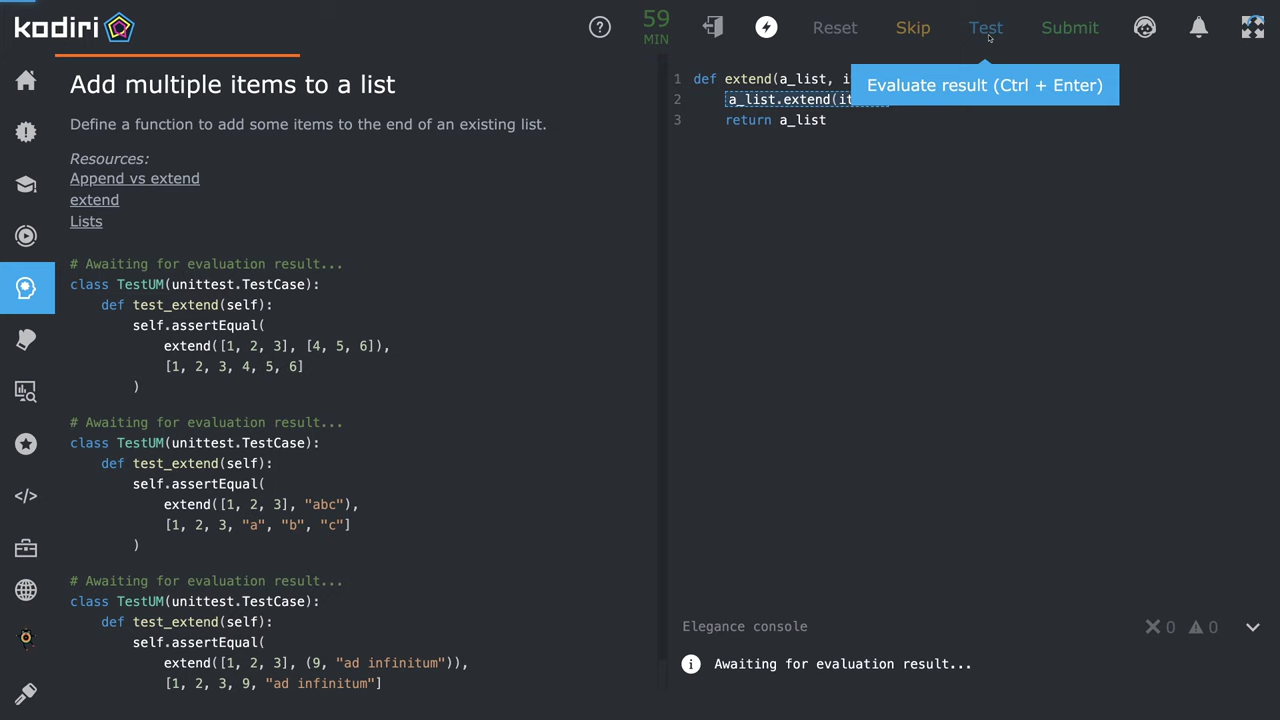 kodiri
59
MIN
Reset
Skip
Test
Submit
Add multiple items to a list
Define a function to add some items to the end of an existing list.
Resources:
Append vs extend
extend
Lists
# Awaiting for evaluation result...
class TestUM(unittest.TestCase):
def test_extend(self):
self.assertEqual(
extend([1, 2, 3], [4, 5, 6]),
[1, 2, 3, 4, 5, 6]
)
# Awaiting for evaluation result...
class TestUM(unittest.TestCase):
def test_extend(self):
self.assertEqual(
extend([1, 2, 3], "abc"),
[1, 2, 3, "a", "b", "c"]
)
# Awaiting for evaluation result...
class TestUM(unittest.TestCase):
def test_extend(self):
self.assertEqual(
extend([1, 2, 3], (9, "ad infinitum")),
[1, 2, 3, 9, "ad infinitum"]
1 def extend(a_list, i
Evaluate result (Ctrl + Enter)
2 a_list.extend(it
3 return a_list
Elegance console
0
0
Awaiting for evaluation result...